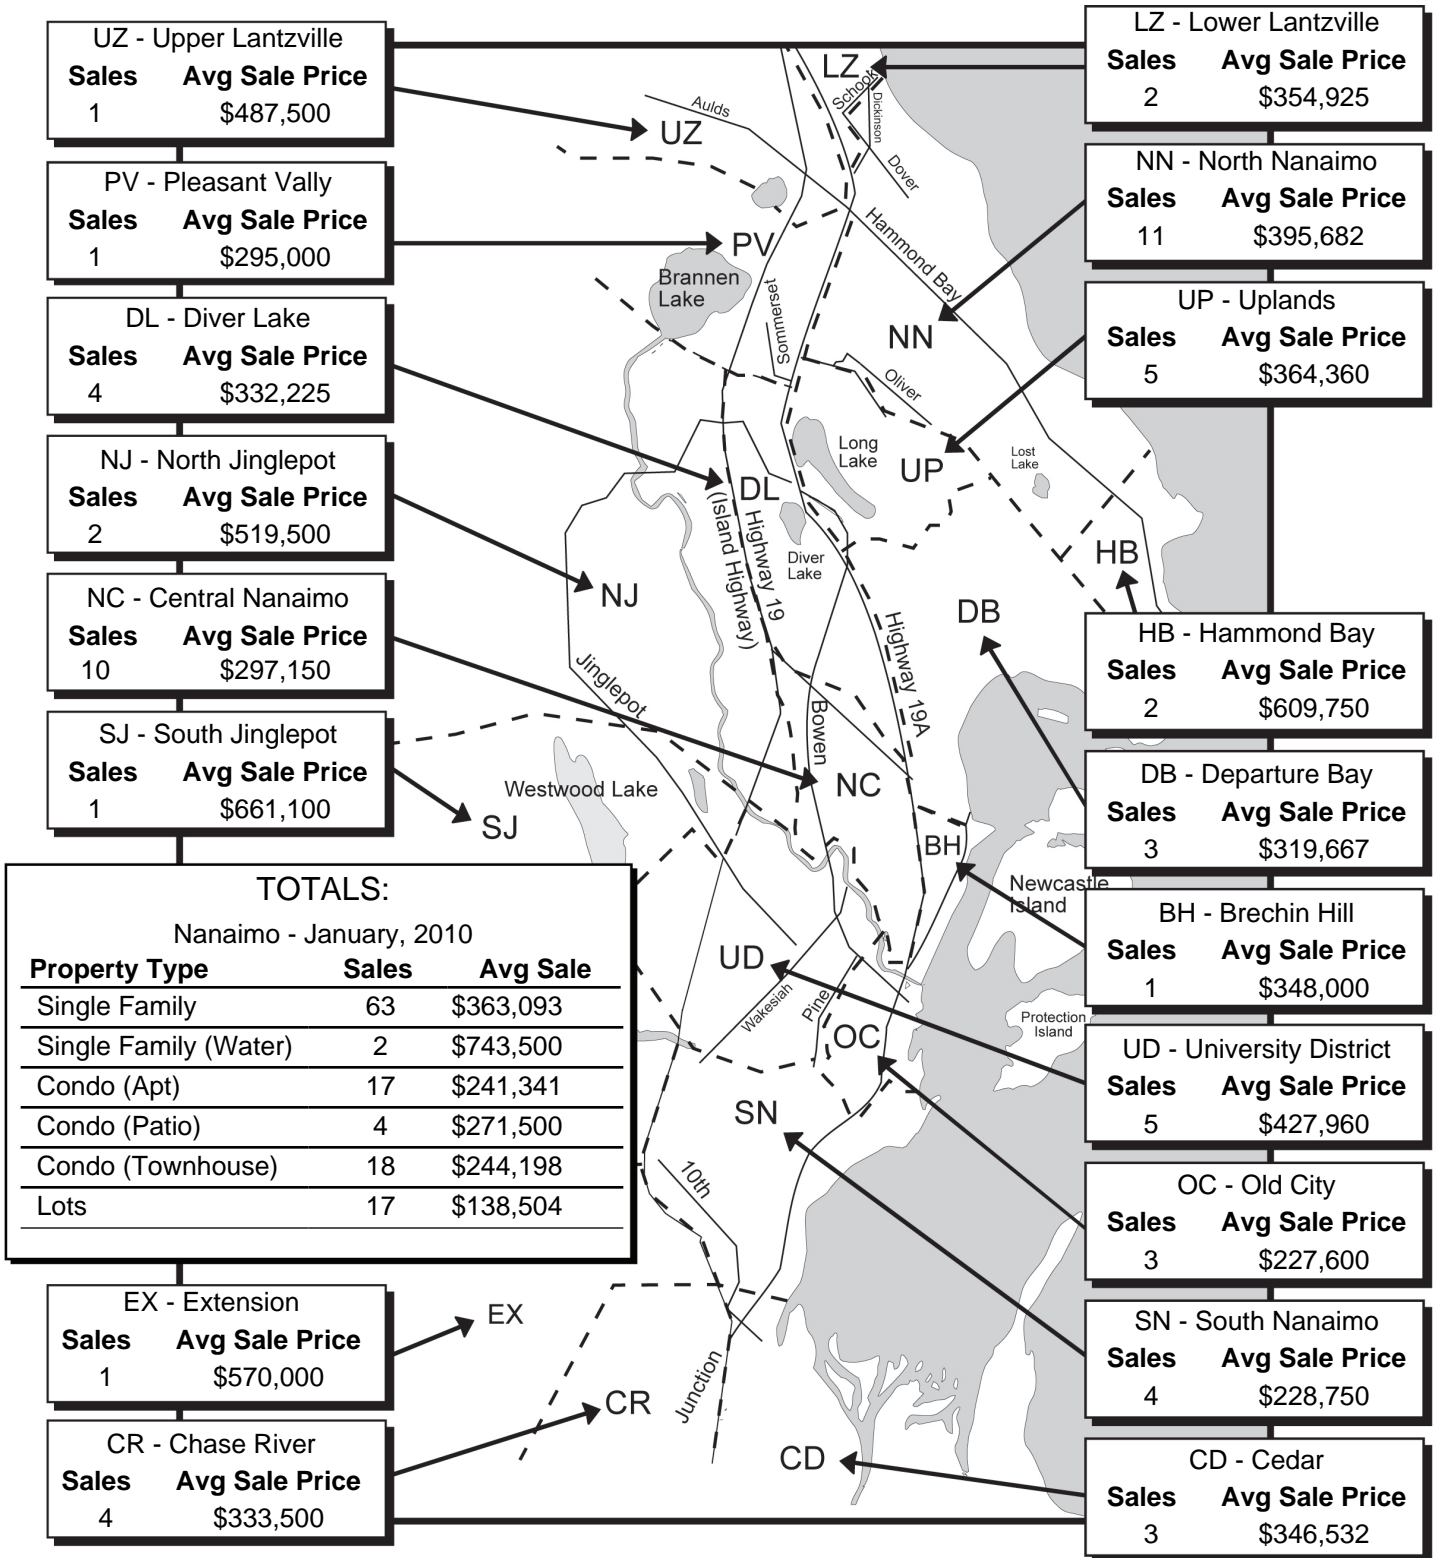 UZ - Upper Lantzville
Sales Avg Sale Price
1 $487,500
PV - Pleasant Vally
Sales Avg Sale Price
1 $295,000
DL - Diver Lake
Sales Avg Sale Price
4 $332,225
NJ - North Jinglepot
Sales Avg Sale Price
2 $519,500
NC - Central Nanaimo
Sales Avg Sale Price
10 $297,150
SJ - South Jinglepot
Sales Avg Sale Price
1 $661,100
TOTALS:
Nanaimo - January, 2010
Property Type Sales Avg Sale
Single Family 63 $363,093
Single Family (Water) 2 $743,500
Condo (Apt) 17 $241,341
Condo (Patio) 4 $271,500
Condo (Townhouse) 18 $244,198
Lots 17 $138,504
EX - Extension
Sales Avg Sale Price
1 $570,000
CR - Chase River
Sales Avg Sale Price
4 $333,500
LZ
Schook
Dickinson
Aulds
UZ
Dover
PV
Hammond Bay
Brannen
Lake
Sommerset
NN
Oliver
Long
Lake
UP
Lost
Lake
DL
Highway 19
(Island Highway)
Diver
Lake
HB
NJ
DB
Highway 19A
Jinglepot
Bowen
NC
Westwood Lake
SJ
BH
Newcastle
Island
UD
Wakesiah
Pine
OC
Protection
Island
SN
10th
EX
Junction
CR
CD
LZ - Lower Lantzville
Sales Avg Sale Price
2 $354,925
NN - North Nanaimo
Sales Avg Sale Price
11 $395,682
UP - Uplands
Sales Avg Sale Price
5 $364,360
HB - Hammond Bay
Sales Avg Sale Price
2 $609,750
DB - Departure Bay
Sales Avg Sale Price
3 $319,667
BH - Brechin Hill
Sales Avg Sale Price
1 $348,000
UD - University District
Sales Avg Sale Price
5 $427,960
OC - Old City
Sales Avg Sale Price
3 $227,600
SN - South Nanaimo
Sales Avg Sale Price
4 $228,750
CD - Cedar
Sales Avg Sale Price
3 $346,532